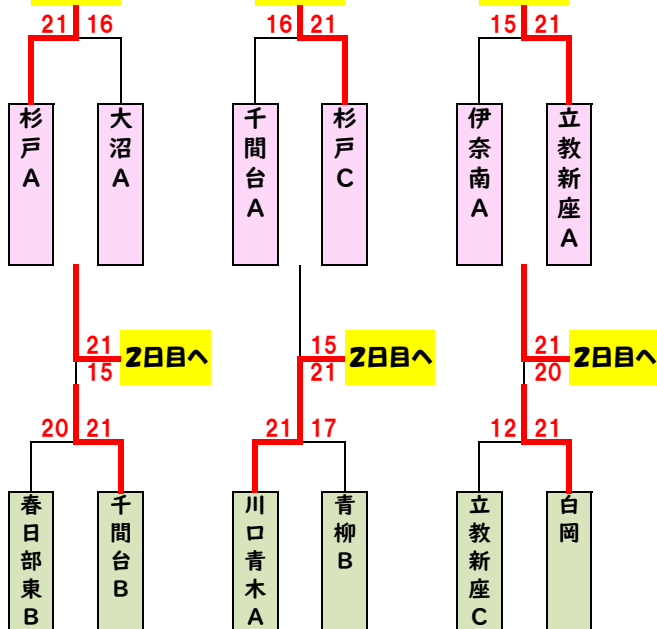 21 16
16 21
15 21
杉戸A
大沼A
千間台A
杉戸C
伊奈南A
立教新座A
21
15
2日目へ
15
21
2日目へ
21
20
2日目へ
20 21
21 17
12 21
春日部東B
千間台B
川口青木A
青柳B
立教新座C
白岡